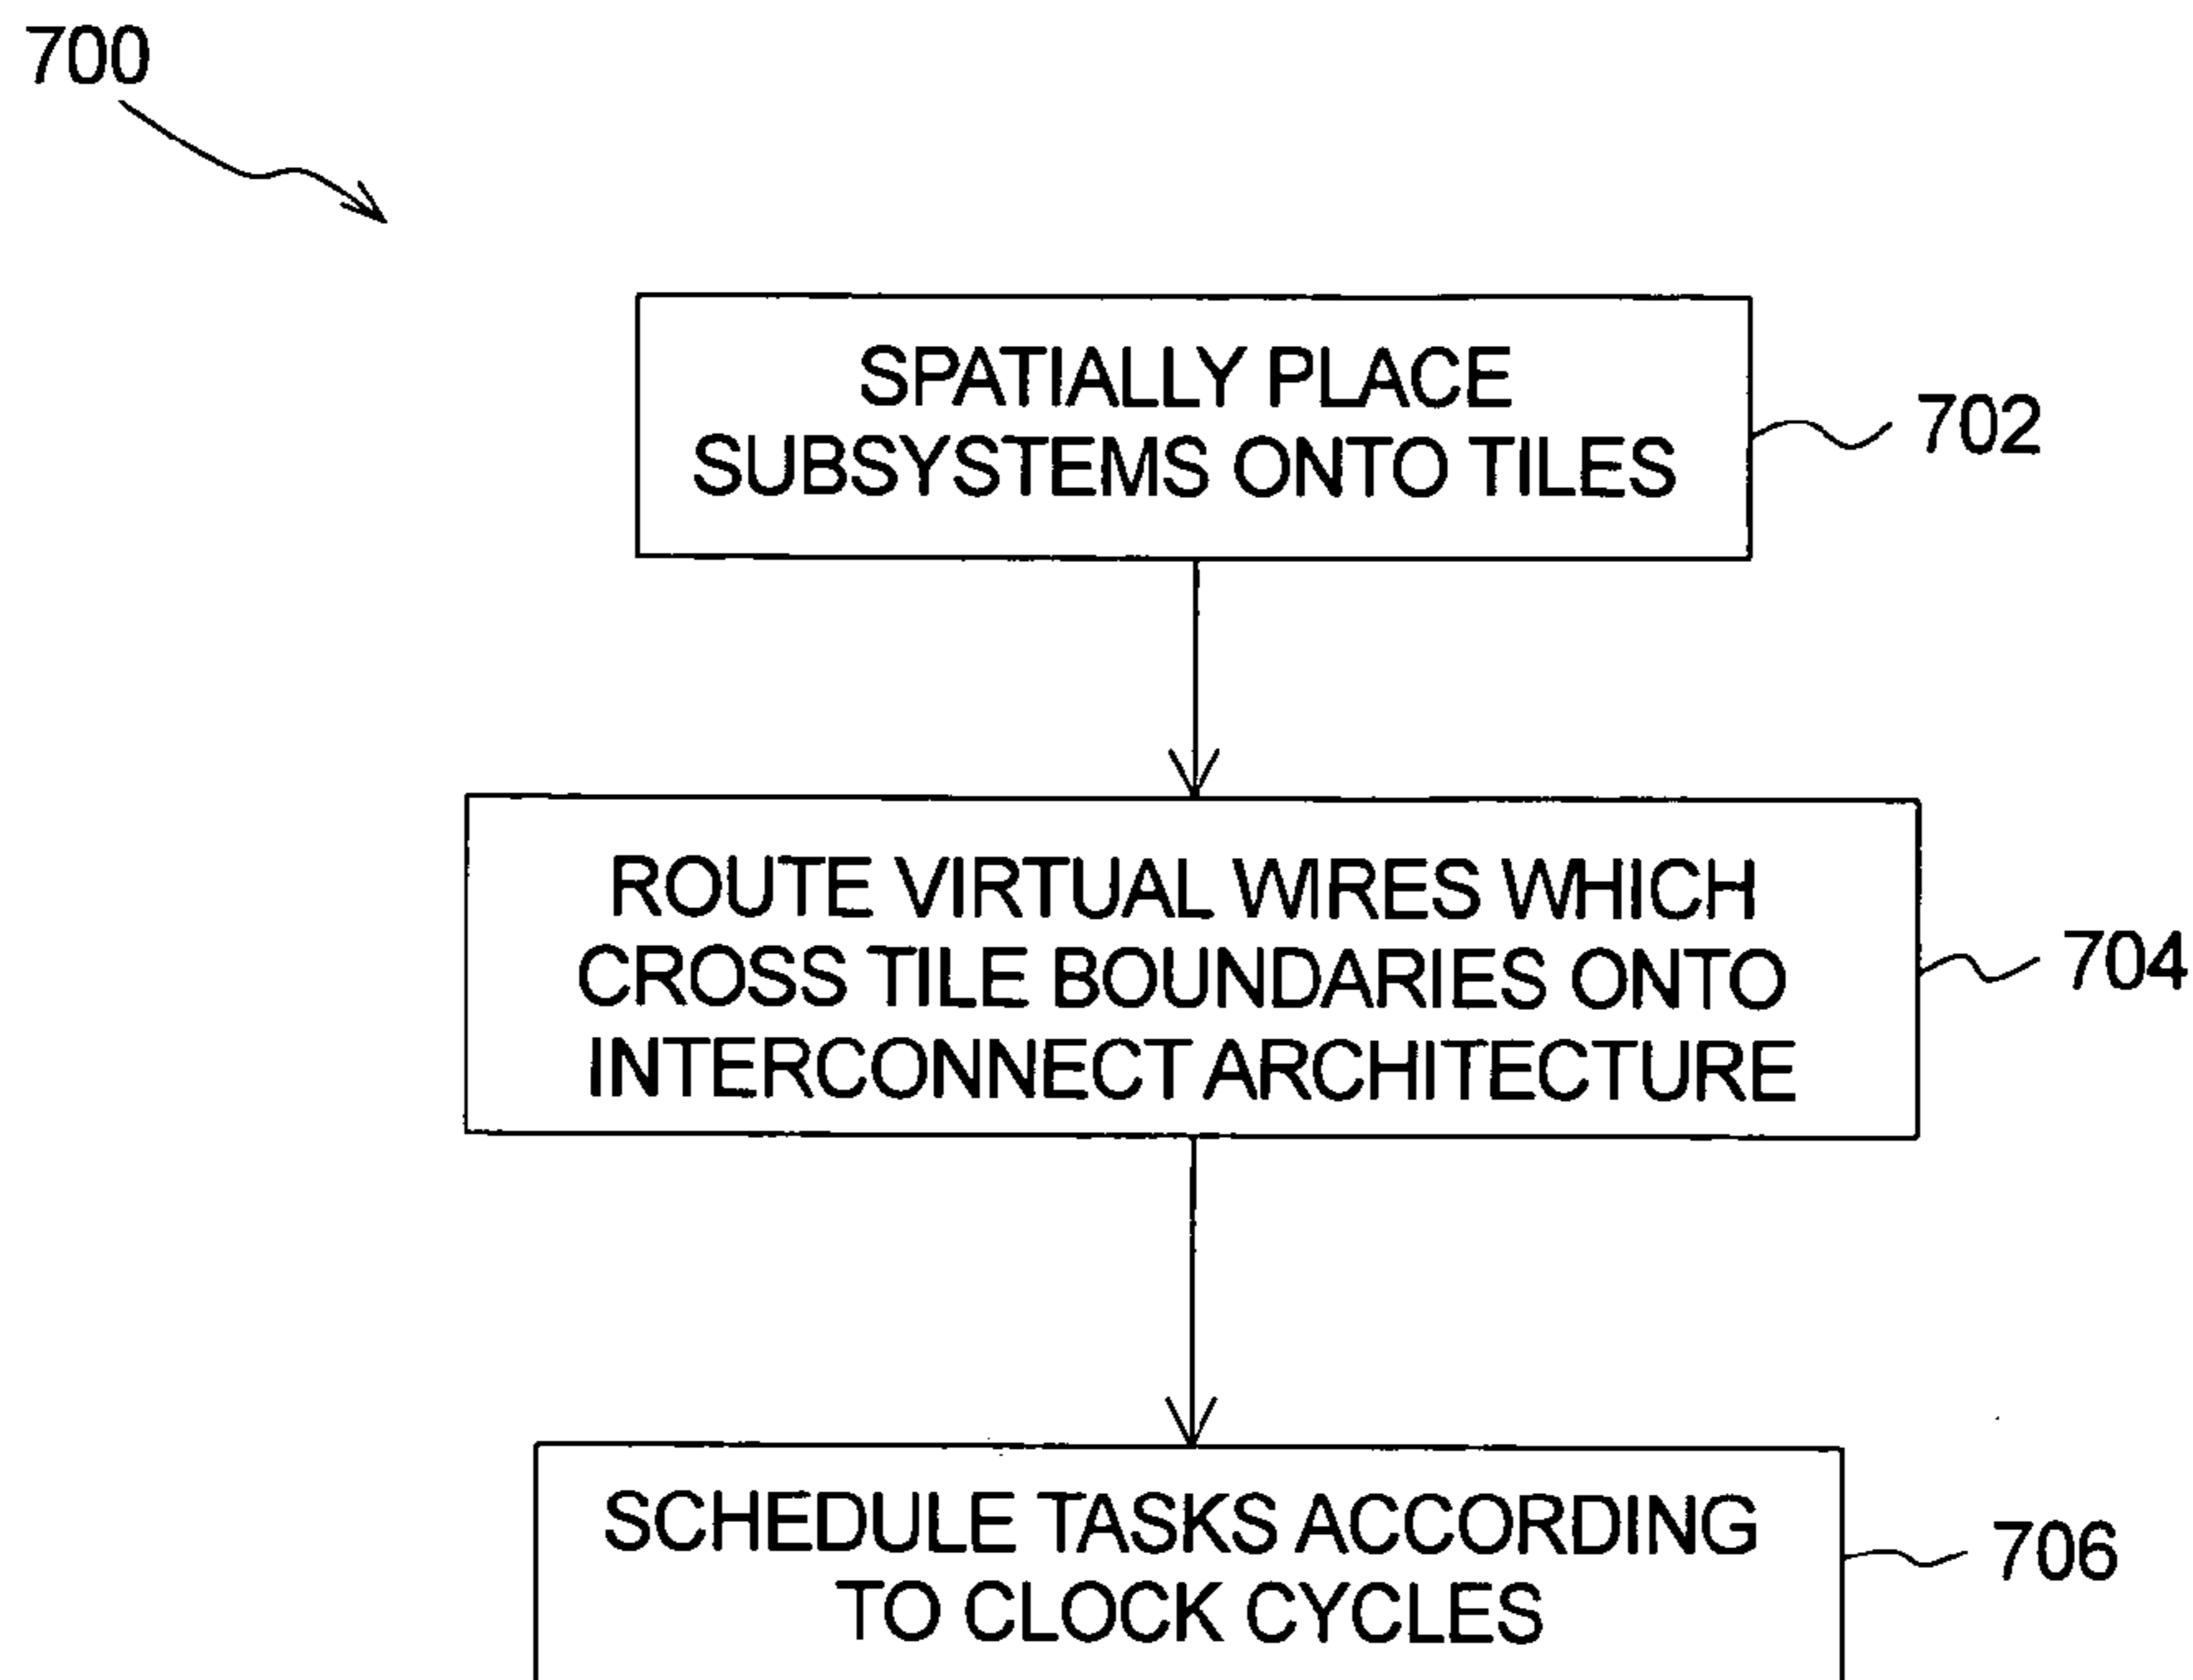 700
SPATIALLY PLACE
SUBSYSTEMS ONTO TILES
702
ROUTE VIRTUAL WIRES WHICH
CROSS TILE BOUNDARIES ONTO
INTERCONNECT ARCHITECTURE
704
SCHEDULE TASKS ACCORDING
TO CLOCK CYCLES
706